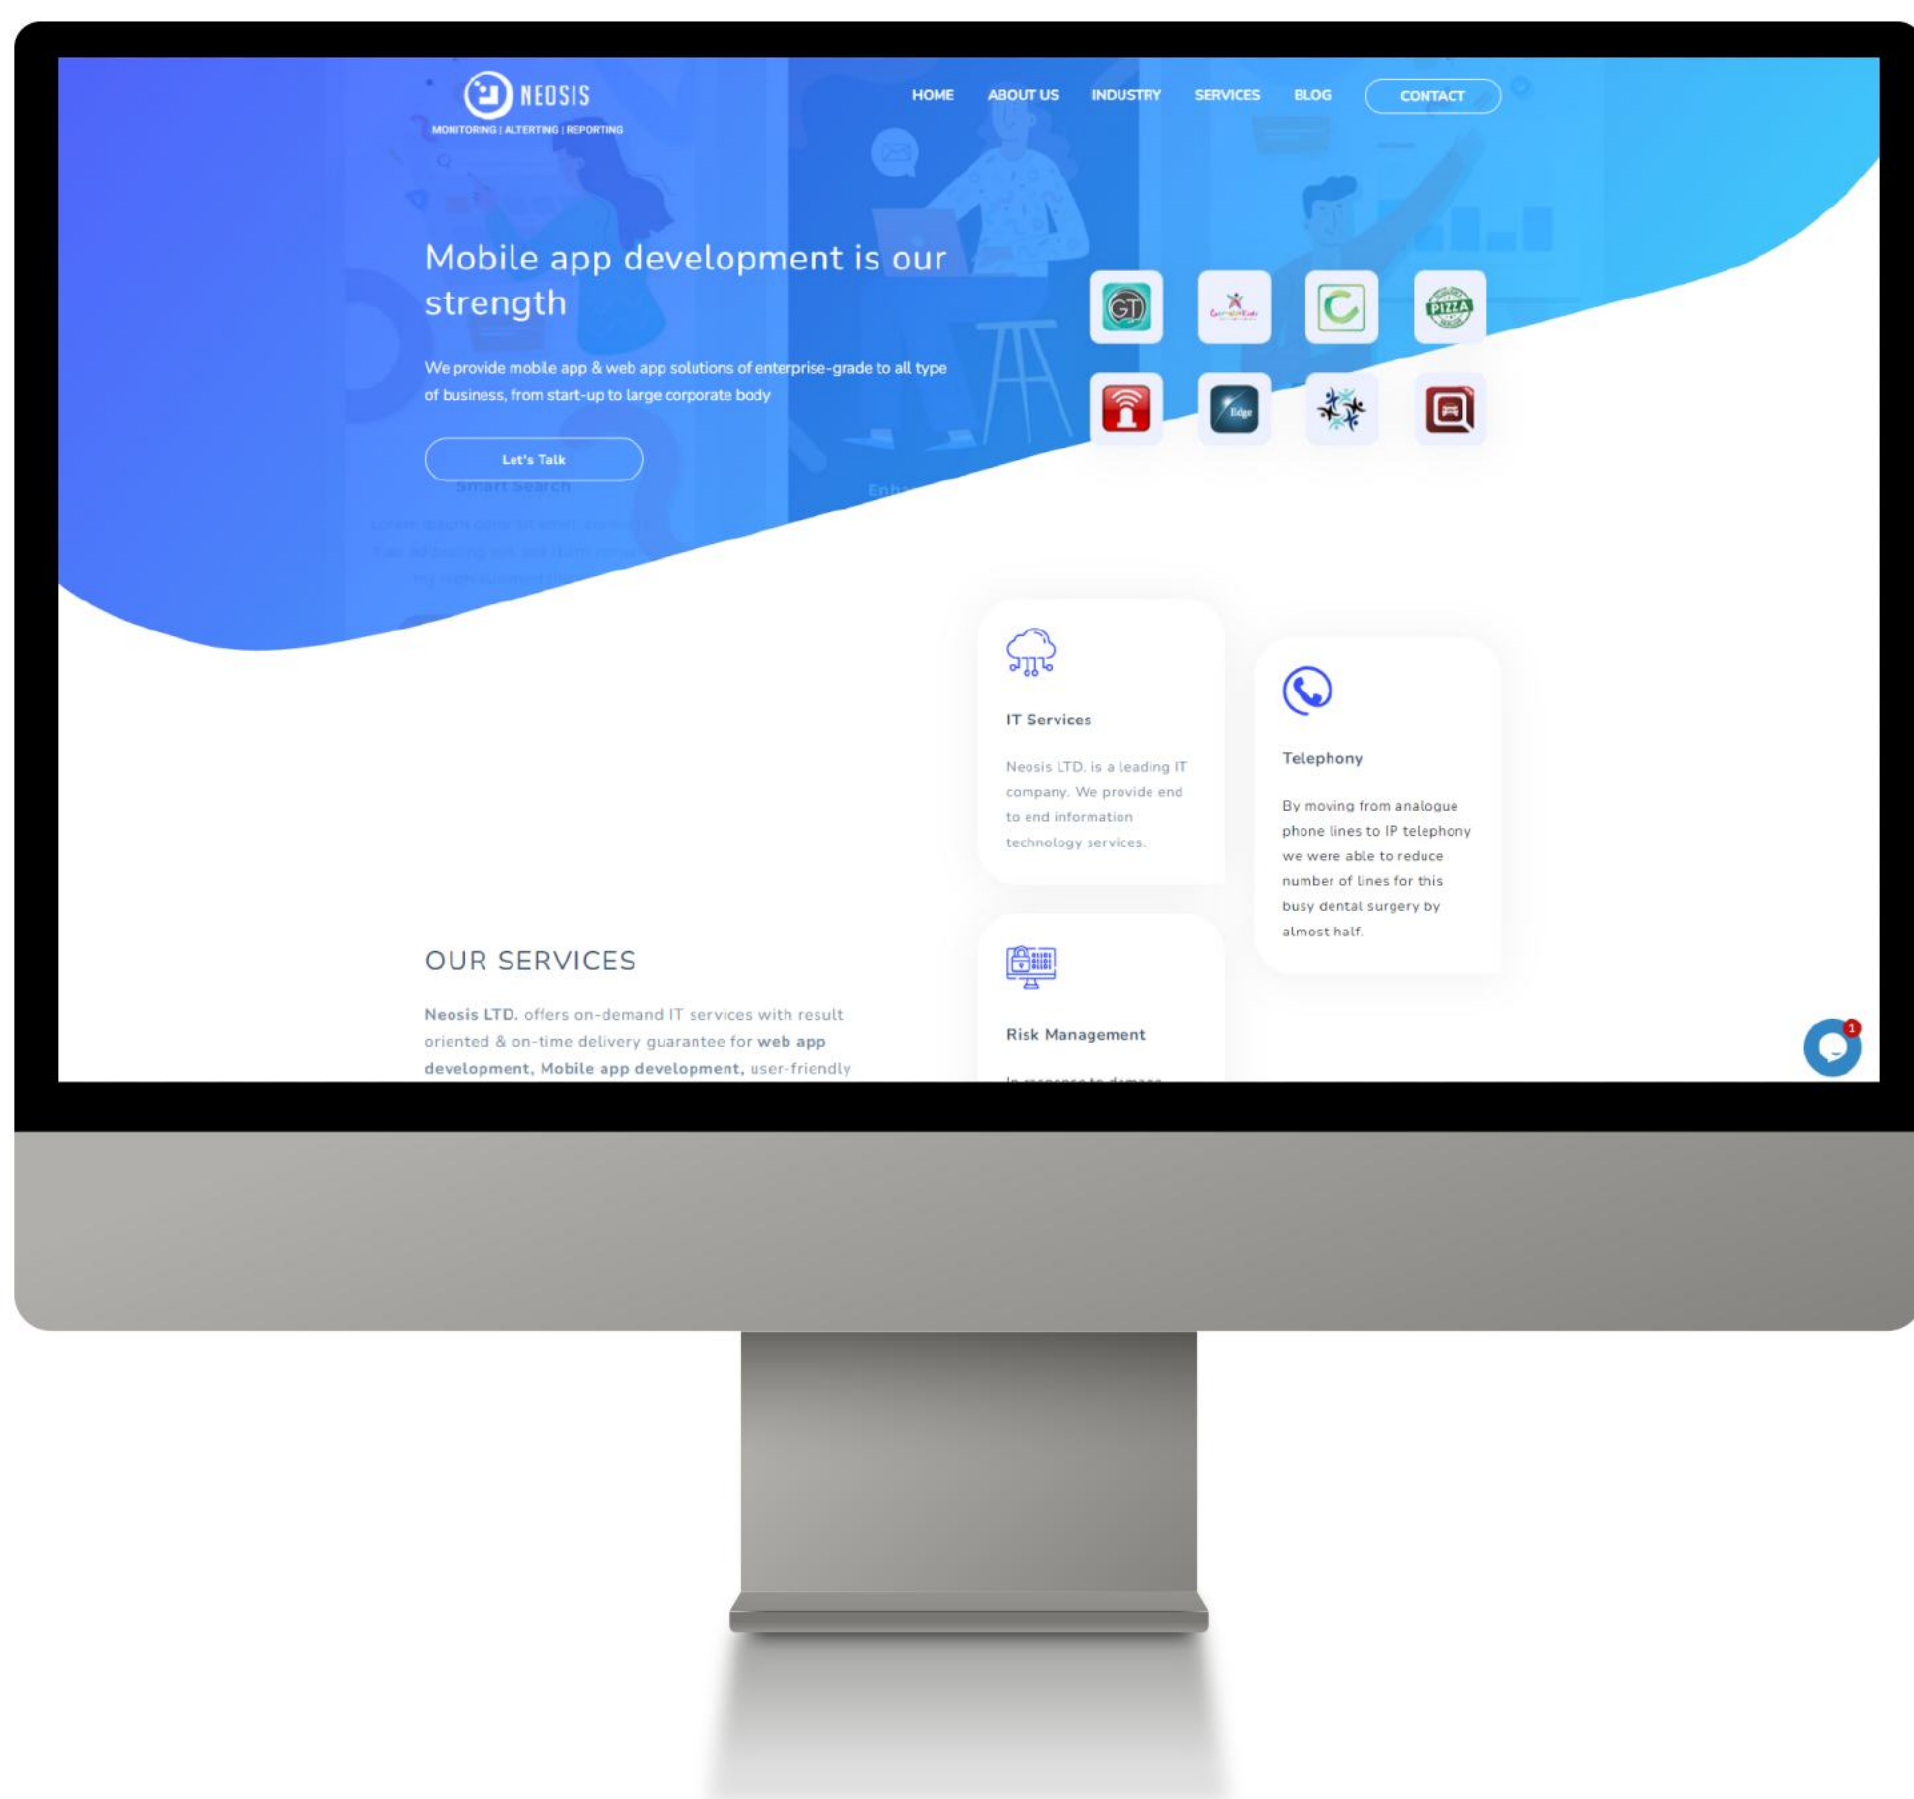 NEOSIS
MONITORING | ALTERTING | REPORTING
HOME ABOUT US INDUSTRY SERVICES BLOG CONTACT
Mobile app development is our
strength
We provide mobile app & web app solutions of enterprise-grade to all type
of business, from start-up to large corporate body
Let's Talk
GT
PIZZA
Edge
Smart Search
IT Services
Neosis LTD. is a leading IT
company. We provide end
to end information
technology services.
Telephony
By moving from analogue
phone lines to IP telephony
we were able to reduce
number of lines for this
busy dental surgery by
almost half.
OUR SERVICES
Neosis LTD. offers on-demand IT services with result
oriented & on-time delivery guarantee for web app
development, Mobile app development, user-friendly
Risk Management
1